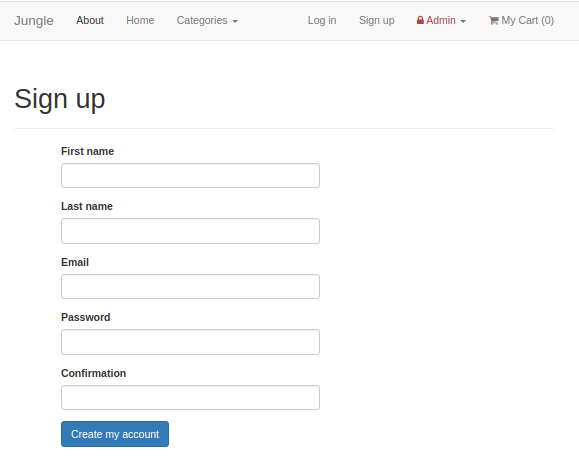 Jungle About Home Categories Log in Sign up Admin My Cart (0)
Sign up
First name
Last name
Email
Password
Confirmation
Create my account